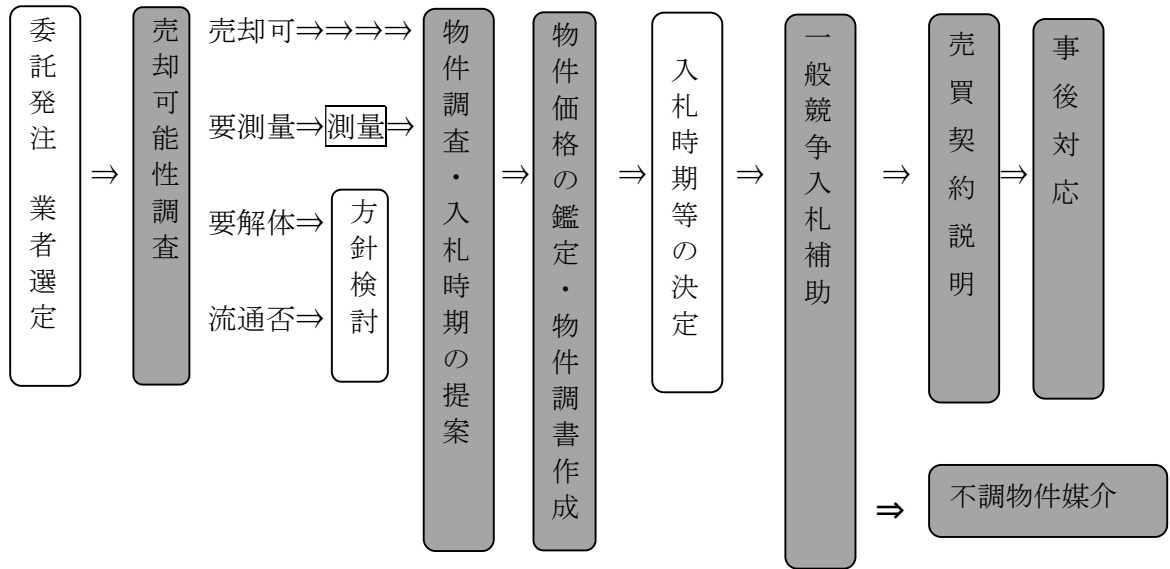 委託発注　業者選定
⇒
売却可能性調査
売却可⇒⇒⇒⇒
要測量⇒測量⇒
要解体⇒
流通否⇒
方針検討
物件調査・入札時期の提案
⇒
物件価格の鑑定・物件調書作成
⇒
入札時期等の決定
⇒
一般競争入札補助
⇒
売買契約説明
⇒
事後対応
⇒
不調物件媒介